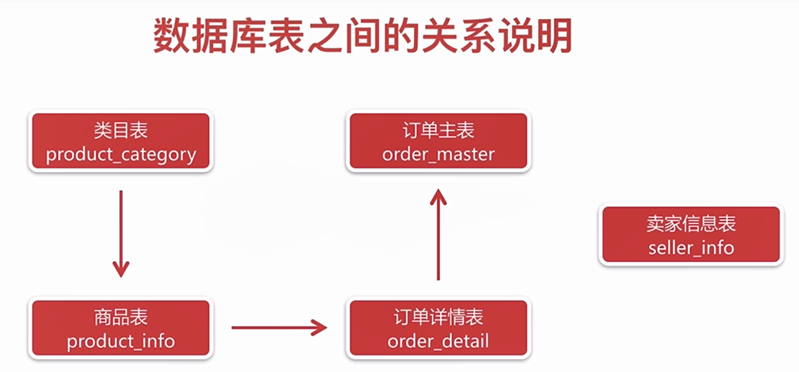 数据库表之间的关系说明
类目表
product_category
订单主表
order_master
卖家信息表
seller_info
商品表
product_info
订单详情表
order_detail